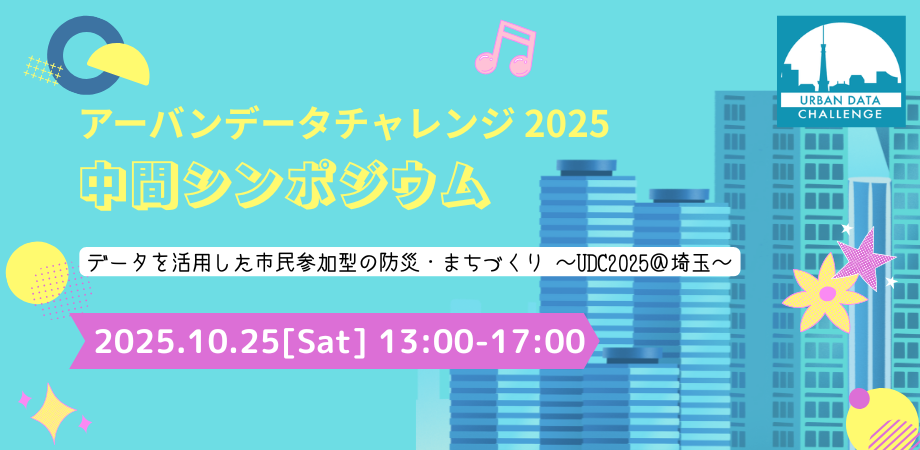 URBAN DATA
CHALLENGE
アーバンデータチャレンジ 2025
中間シンポジウム
データを活用した市民参加型の防災・まちづくり ～UDC2025@埼玉～
2025.10.25[Sat] 13:00-17:00